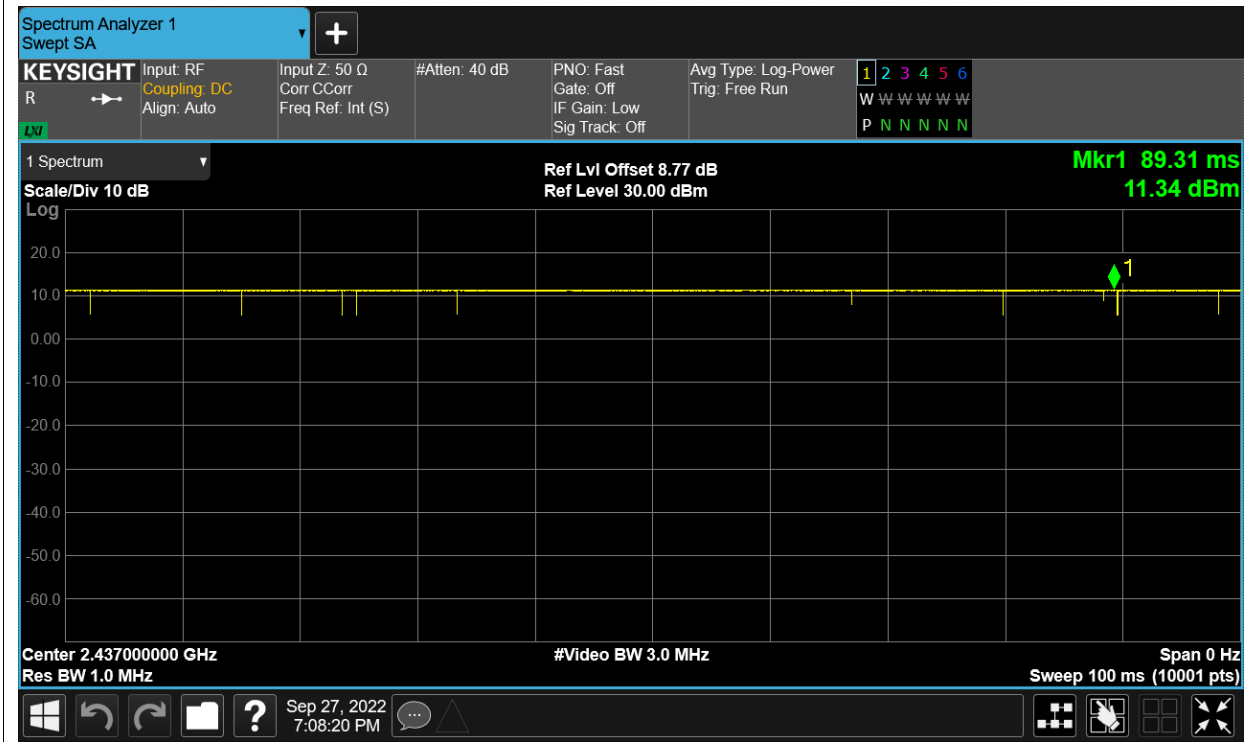 Spectrum Analyzer 1
Swept SA
KEYSIGHT
R
LXI
Input: RF
Coupling: DC
Align: Auto
Input Z: 50 Ω
Corr CCorr
Freq Ref: Int (S)
#Atten: 40 dB
PNO: Fast
Gate: Off
IF Gain: Low
Sig Track: Off
Avg Type: Log-Power
Trig: Free Run
1 2 3 4 5 6
W W W W W W
P N N N N N
1 Spectrum
Scale/Div 10 dB
Log
Ref Lvl Offset 8.77 dB
Ref Level 30.00 dBm
Mkr1 89.31 ms
11.34 dBm
20.0
1
10.0
0.00
-10.0
-20.0
-30.0
-40.0
-50.0
-60.0
Center 2.437000000 GHz
#Video BW 3.0 MHz
Span 0 Hz
Res BW 1.0 MHz
Sweep 100 ms (10001 pts)
?
Sep 27, 2022
7:08:20 PM